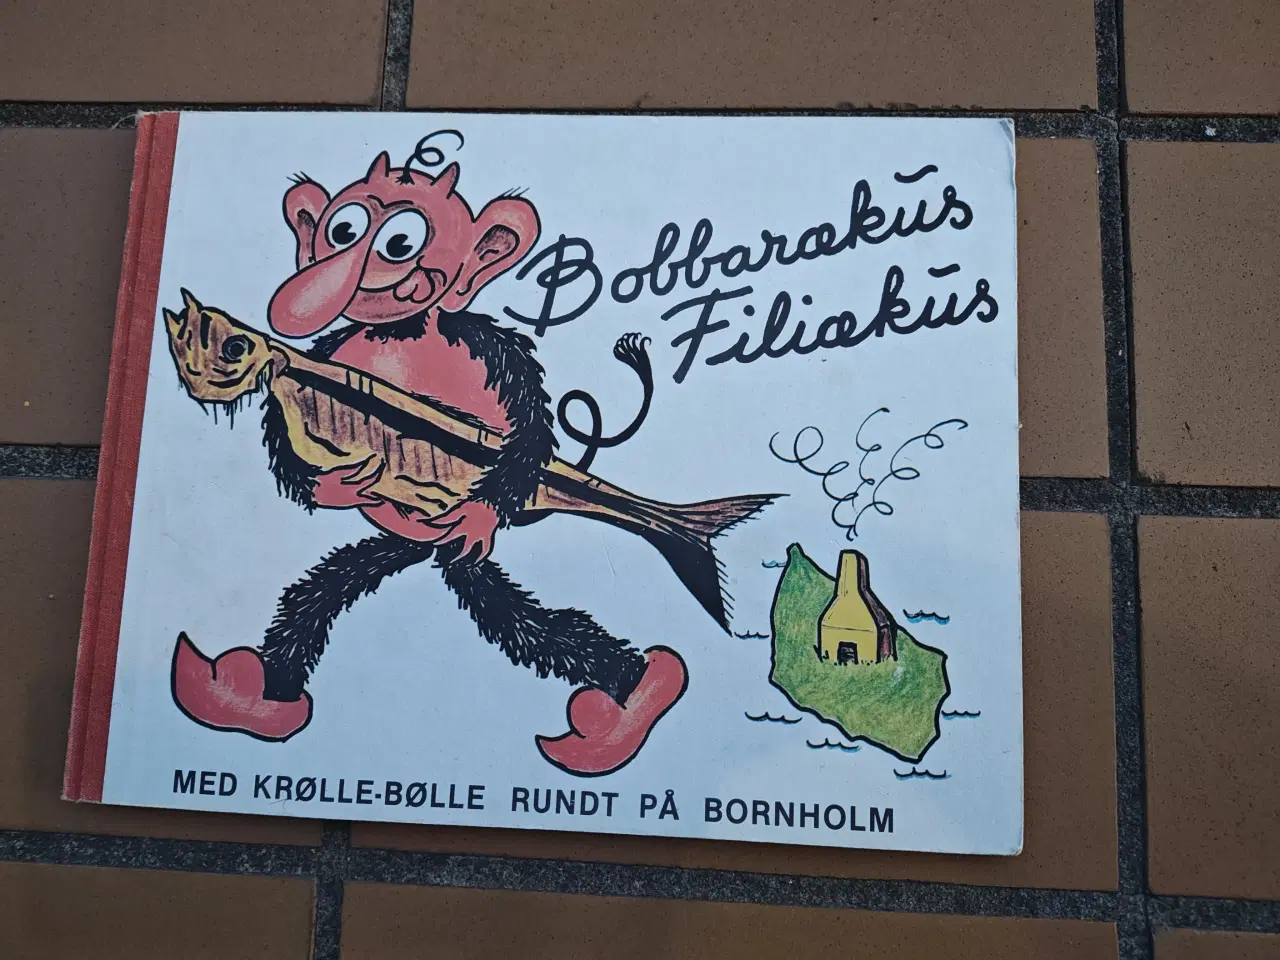 Bobbarækūs
Filiækūs
MED KRØLLE-BØLLE RUNDT PÅ BORNHOLM